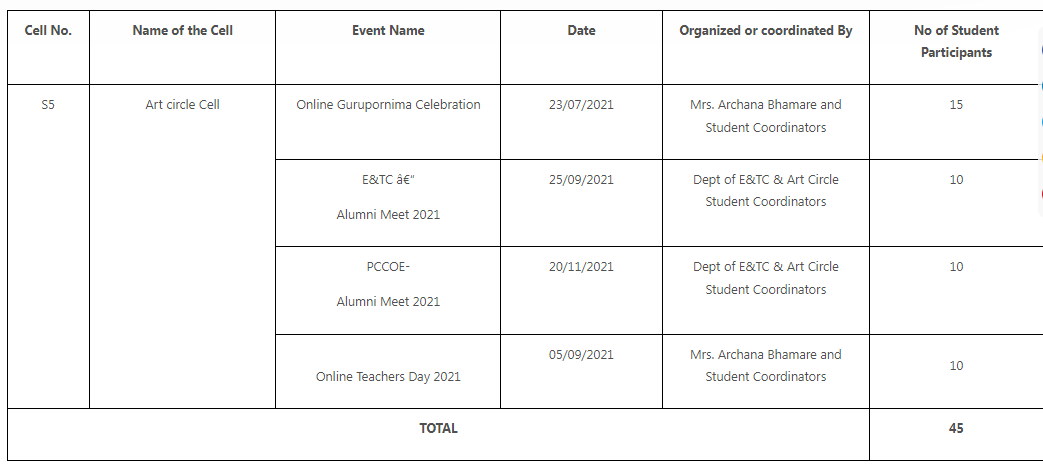 Cell No. Name of the Cell Event Name Date Organized or coordinated By No of Student
Participants
S5 Art circle Cell Online Gurupornima Celebration 23/07/2021 Mrs. Archana Bhamare and 15
Student Coordinators
E&TC â€“ 25/09/2021 Dept of E&TC & Art Circle 10
Student Coordinators
Alumni Meet 2021
PCCOE- 20/11/2021 Dept of E&TC & Art Circle 10
Student Coordinators
Alumni Meet 2021
05/09/2021 Mrs. Archana Bhamare and
10
Online Teachers Day 2021 Student Coordinators
TOTAL 45